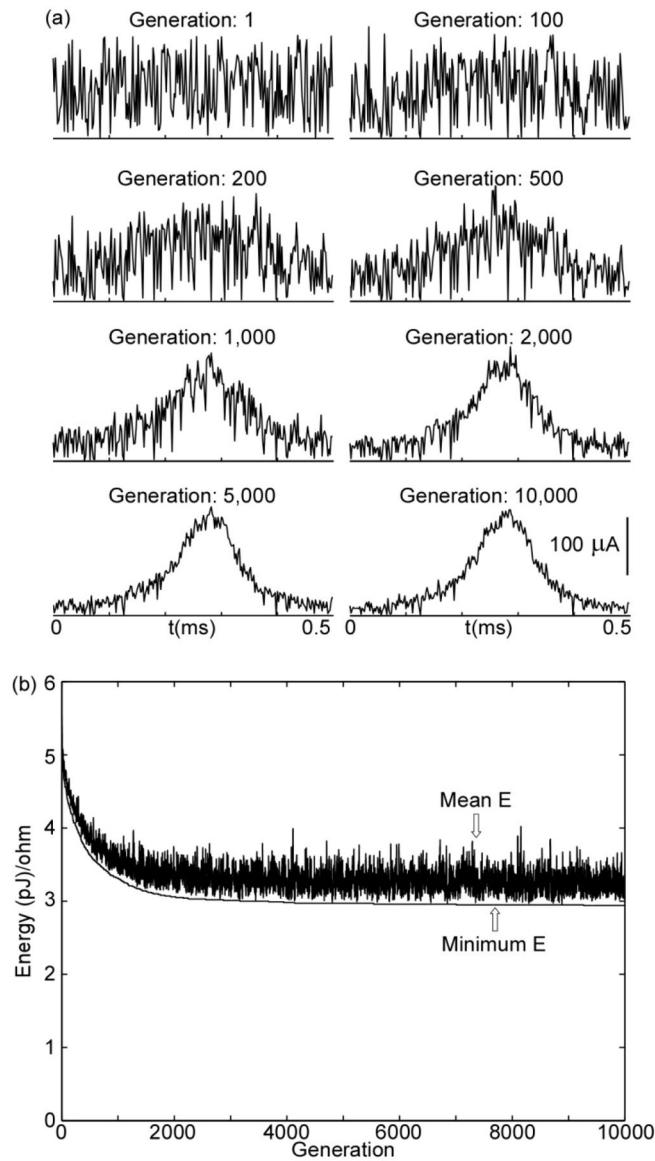 (a)
Generation: 1
Generation: 100
Generation: 200
Generation: 500
Generation: 1,000
Generation: 2,000
Generation: 5,000
Generation: 10,000
100 µA
0 t(ms) 0.5
0 t(ms) 0.5
(b)
6
5
4
3
2
1
0
Energy (pJ)/ohm
Mean E
Minimum E
0 2000 4000 6000 8000 10000
Generation